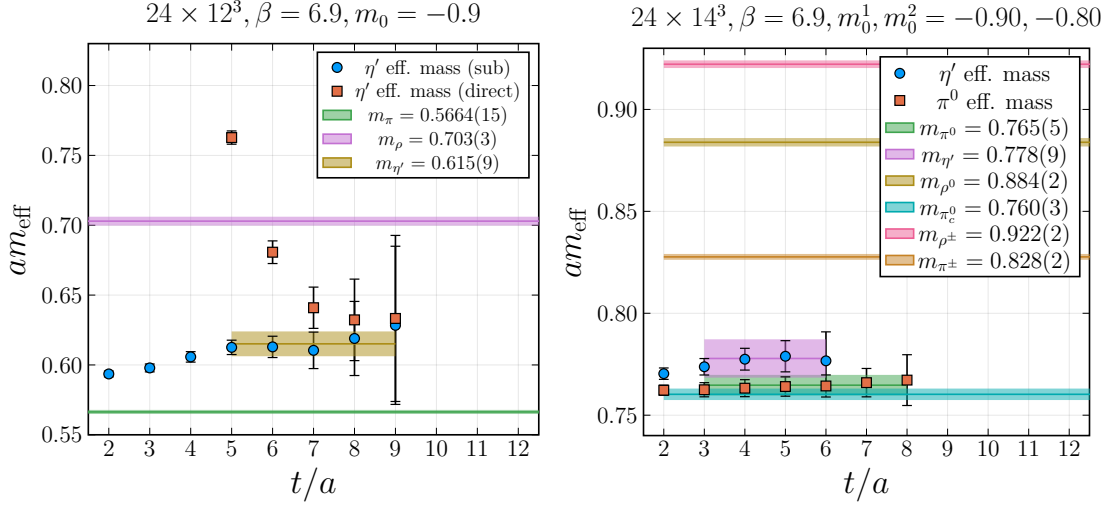 24 × 12³, β = 6.9, m₀ = −0.9
am_eff
0.80
0.75
0.70
0.65
0.60
0.55
η′ eff. mass (sub)
η′ eff. mass (direct)
m_π = 0.5664(15)
m_ρ = 0.703(3)
m_η′ = 0.615(9)
2 3 4 5 6 7 8 9 10 11 12
t/a
24 × 14³, β = 6.9, m₀¹, m₀² = −0.90, −0.80
am_eff
0.90
0.85
0.80
0.75
η′ eff. mass
π⁰ eff. mass
m_π⁰ = 0.765(5)
m_η′ = 0.778(9)
m_ρ⁰ = 0.884(2)
m_π⁰_c = 0.760(3)
m_ρ± = 0.922(2)
m_π± = 0.828(2)
2 3 4 5 6 7 8 9 10 11 12
t/a